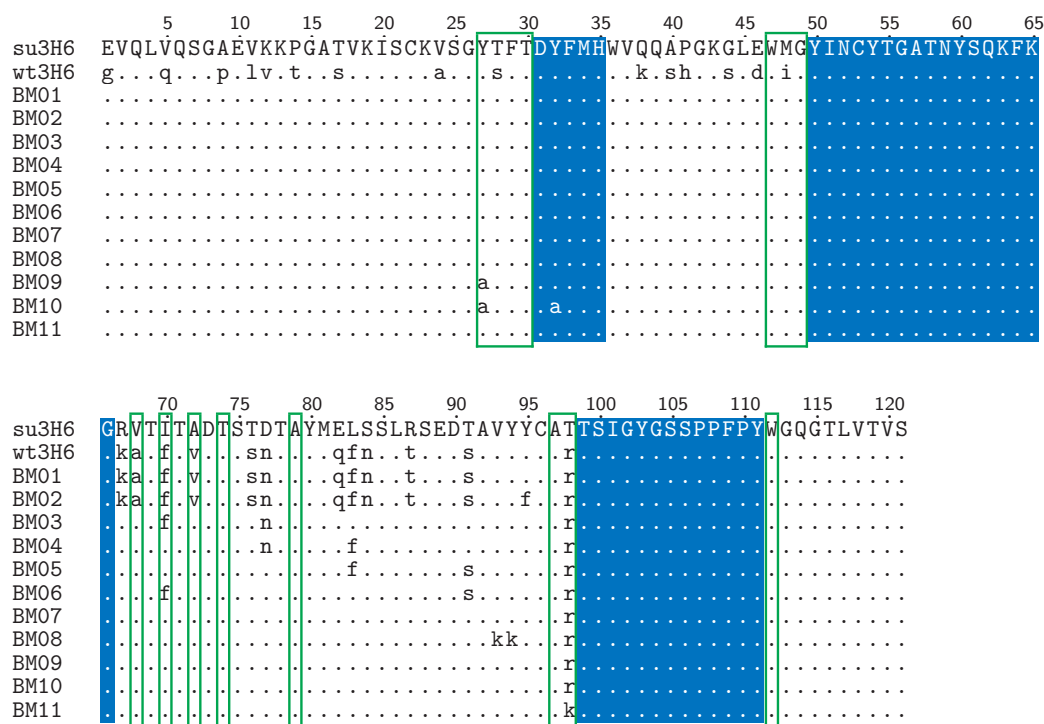 5 10 15 20 25 30 35 40 45 50 55 60 65
su3H6 EVQLVQSGAEVKKPGATVKISCKVSGYTFTDYFMHWVQQAPGKGLEWMGYINCYTGATNYSQKFK
wt3H6 g...q...p.lv.t..s......a...s.........k.sh..s.d.i.................
BM01 .................................................................
BM02 .................................................................
BM03 .................................................................
BM04 .................................................................
BM05 .................................................................
BM06 .................................................................
BM07 .................................................................
BM08 .................................................................
BM09 ..........................a......................................
BM10 ..........................a....a.................................
BM11 .................................................................
70 75 80 85 90 95 100 105 110 115 120
su3H6 GRVTITADTSTDTAYMELSSLRSEDTAVYYCATTSIGYGSSPPFPYWGQGTLVTVS
wt3H6 .ka.f.v...sn....qfn..t...s......r.......................
BM01 .ka.f.v...sn....qfn..t...s......r.......................
BM02 .ka.f.v...sn....qfn..t...s...f..r.......................
BM03 ....f......n....................r.......................
BM04 ...........n.....f..............r.......................
BM05 .................f.......s......r.......................
BM06 ....f....................s......r.......................
BM07 ................................r.......................
BM08 ...........................kk...r.......................
BM09 ................................r.......................
BM10 ................................r.......................
BM11 ................................k.......................